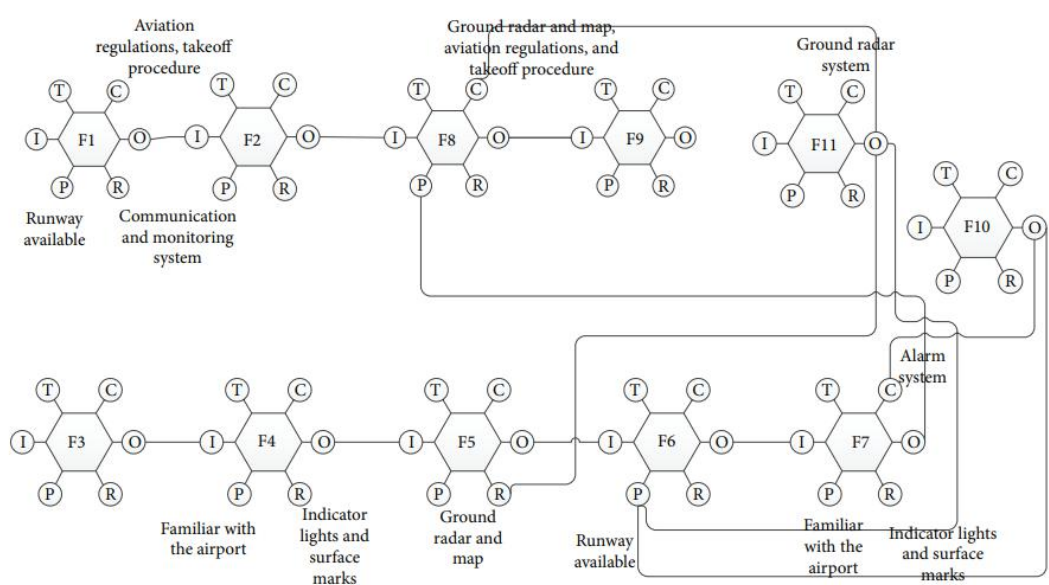 Aviation
regulations, takeoff
procedure
Ground radar and map,
aviation regulations, and
takeoff procedure
Ground radar
system
T C T C T C T C T C
I F1 O I F2 O I F8 O I F9 O I F11 O
P R P R P R P R P R
T C
I F10 O
P R
Runway
available
Communication
and monitoring
system
Alarm
system
T C T C T C T C T C
I F3 O I F4 O I F5 O I F6 O I F7 O
P R P R P R P R P R
Familiar with
the airport
Indicator
lights and
surface
marks
Ground
radar and
map
Runway
available
Familiar
with the
airport
Indicator lights
and surface
marks